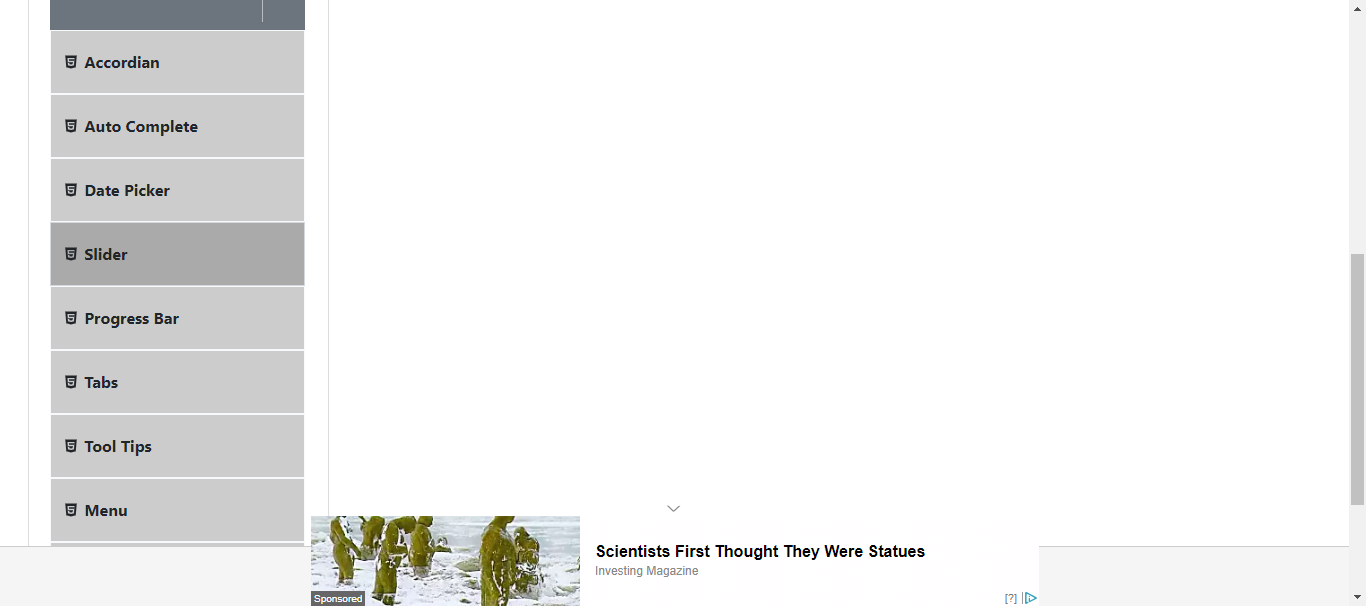 Accordian
Auto Complete
Date Picker
Slider
Progress Bar
Tabs
Tool Tips
Menu
Scientists First Thought They Were Statues
Investing Magazine
Sponsored
[?]